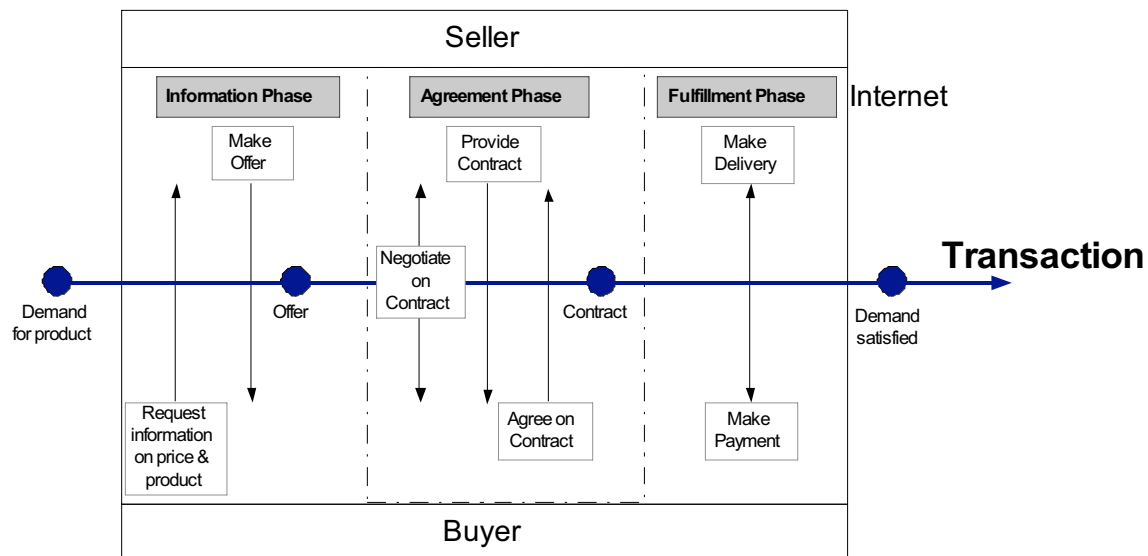 Seller
Information Phase
Agreement Phase
Fulfillment Phase
Internet
Make
Offer
Provide
Contract
Make
Delivery
Transaction
Negotiate
on
Contract
Demand
for product
Offer
Contract
Demand
satisfied
Request
information
on price &
product
Agree on
Contract
Make
Payment
Buyer